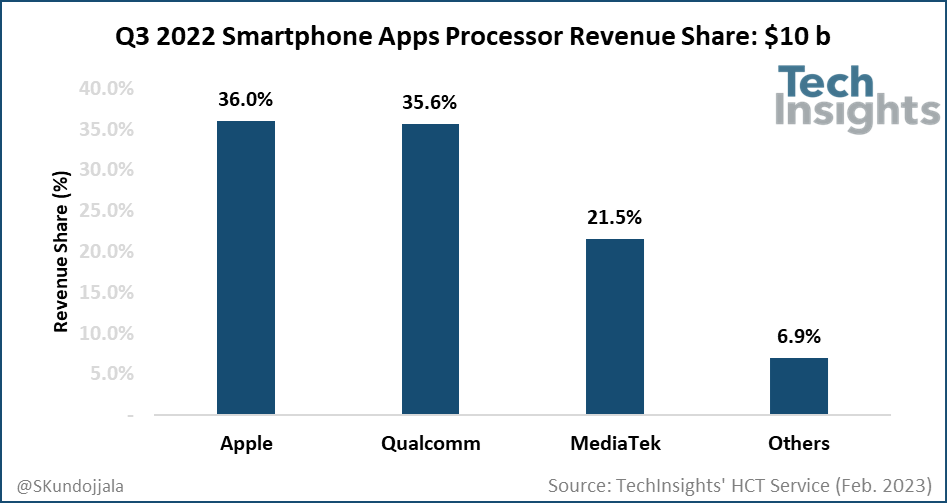 Q3 2022 Smartphone Apps Processor Revenue Share: $10 b
Tech
Insights
Revenue Share (%)
40.0%
35.0%
30.0%
25.0%
20.0%
15.0%
10.0%
5.0%
-
36.0%
35.6%
21.5%
6.9%
Apple
Qualcomm
MediaTek
Others
@SKundojjala
Source: TechInsights' HCT Service (Feb. 2023)